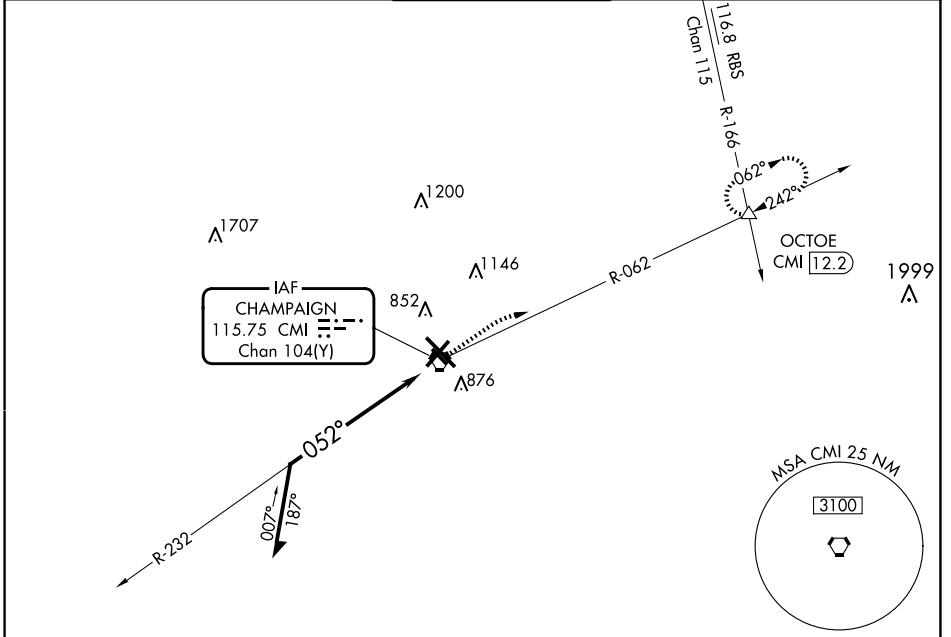 116.8 RBS
Chan 115
R-166
062°
242°
1200
1707
OCTOE
CMI 12.2
R-062
1146
1999
IAF
CHAMPAIGN
115.75 CMI
Chan 104(Y)
852
876
052°
MSA CMI 25 NM
3100
007°
187°
R-232